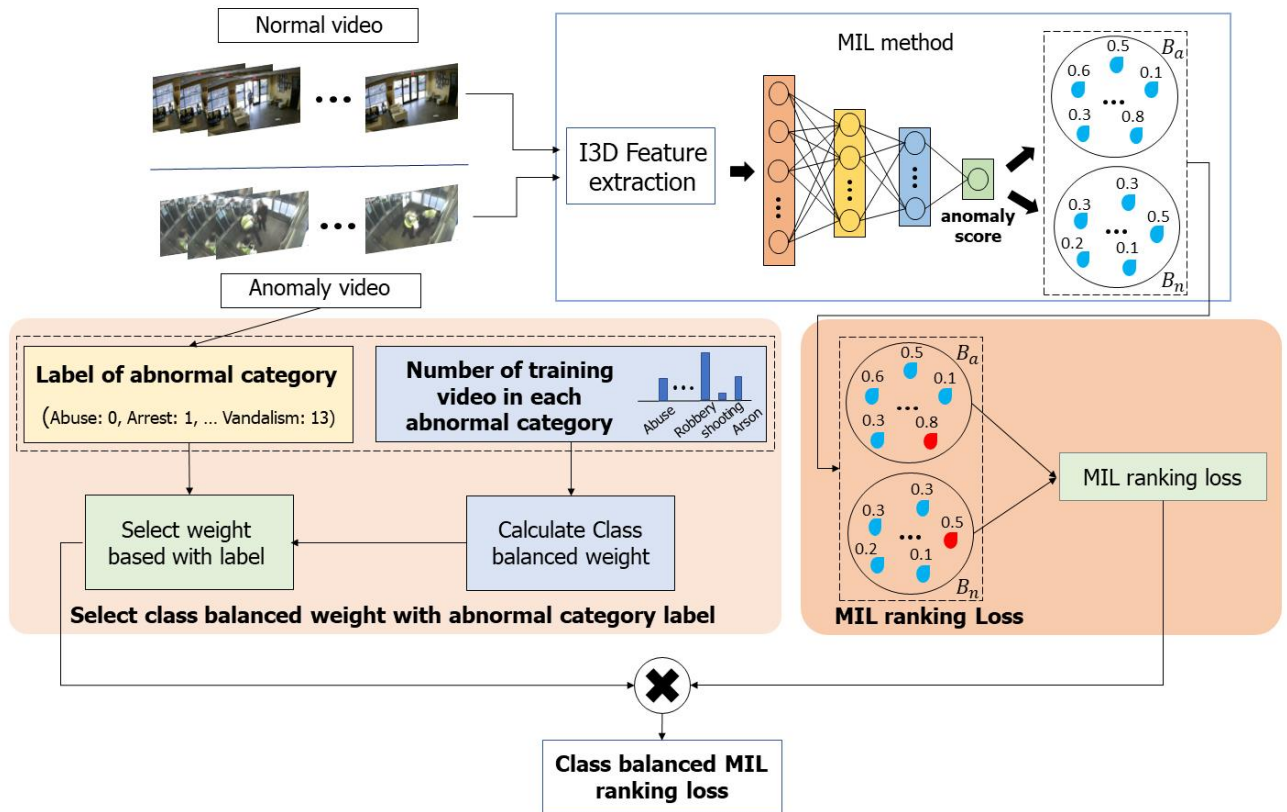 Normal video
MIL method
I3D Feature
extraction
anomaly
score
0.5
B_a
0.6
0.1
...
0.3
0.8
0.3
0.3
0.5
...
0.2
0.1
B_n
Anomaly video
Label of abnormal category
(Abuse: 0, Arrest: 1, ... Vandalism: 13)
Number of training
video in each
abnormal category
Abuse
Robbery
shooting
Arson
Select weight
based with label
Calculate Class
balanced weight
Select class balanced weight with abnormal category label
0.5
B_a
0.6
0.1
...
0.3
0.8
0.3
0.3
0.5
...
0.2
0.1
B_n
MIL ranking loss
MIL ranking Loss
Class balanced MIL
ranking loss